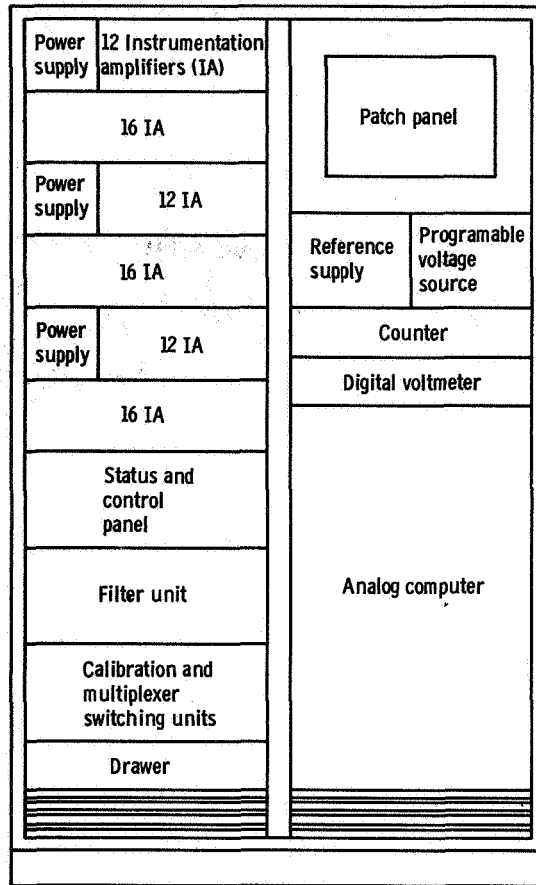 Power
supply
12 Instrumentation
amplifiers (IA)
16 IA
Power
supply
12 IA
16 IA
Power
supply
12 IA
16 IA
Status and
control
panel
Filter unit
Calibration and
multiplexer
switching units
Drawer
Patch panel
Reference
supply
Programable
voltage
source
Counter
Digital voltmeter
Analog computer